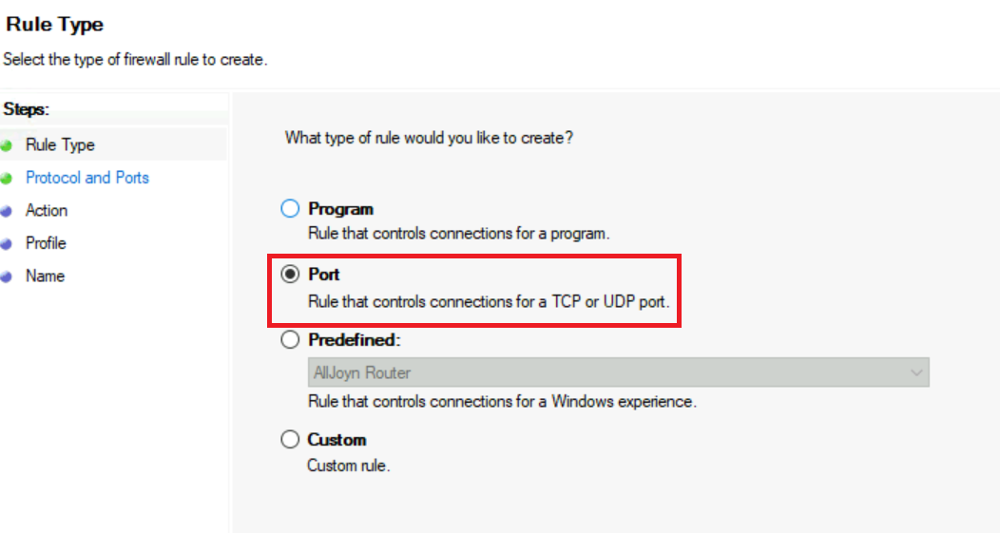 Rule Type
Select the type of firewall rule to create.
Steps:
Rule Type
Protocol and Ports
Action
Profile
Name
What type of rule would you like to create?
Program
Rule that controls connections for a program.
Port
Rule that controls connections for a TCP or UDP port.
Predefined:
AllJoyn Router
Rule that controls connections for a Windows experience.
Custom
Custom rule.